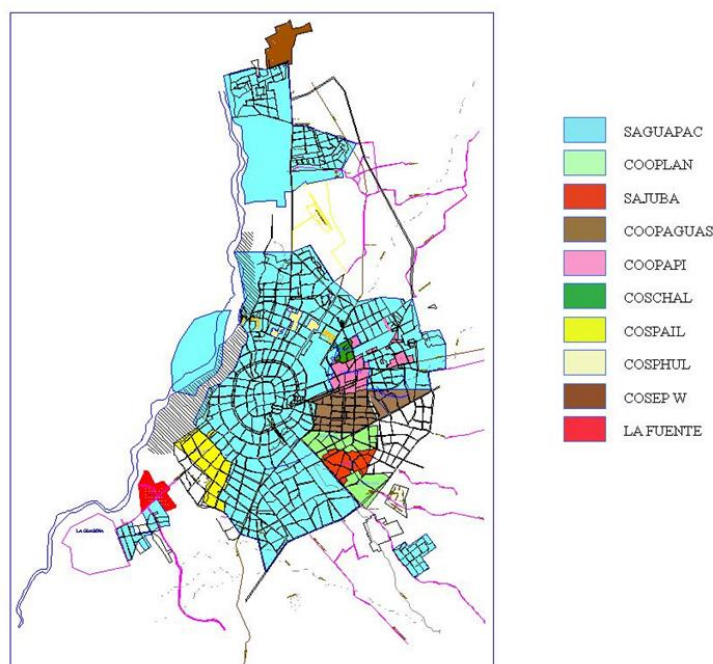 SAGUAPAC
COOPLAN
SAJUBA
COOPAGUAS
COOPAPI
COSCHAL
COSPAIL
COSPHUL
COSEP W
LA FUENTE